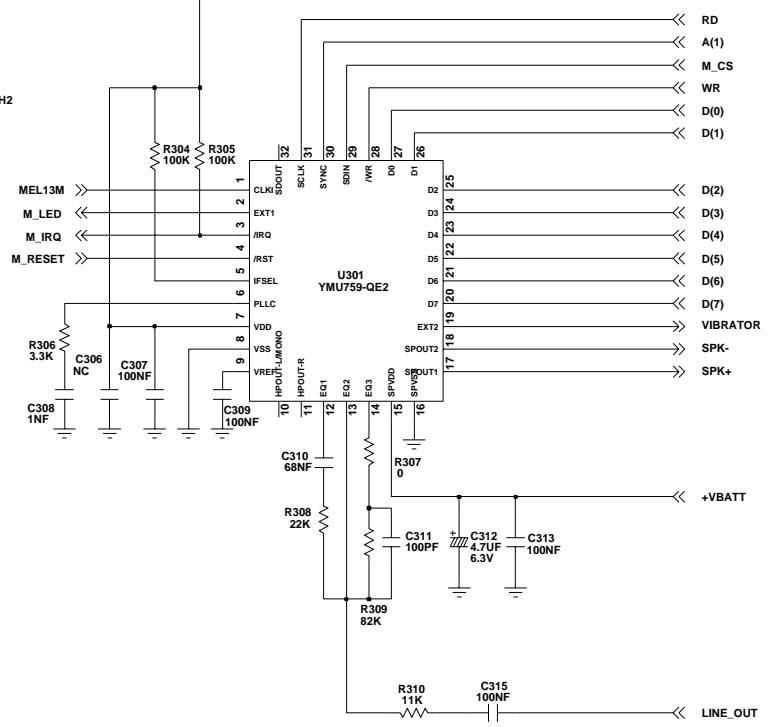 RD
A(1)
M_CS
WR
D(0)
D(1)
H2
R304
100K
R305
100K
32
31
30
29
28
27
26
SDOUT
SCLK
SYNC
SDIN
/WR
D0
D1
MEL13M
1
CLKI
M_LED
2
EXT1
M_IRQ
3
/IRQ
M_RESET
4
/RST
5
IFSEL
6
PLLC
7
VDD
8
VSS
9
VREF
U301
YMU759-QE2
D2
25
D(2)
D3
24
D(3)
D4
23
D(4)
D5
22
D(5)
D6
21
D(6)
D7
20
D(7)
EXT2
19
VIBRATOR
SPOUT2
18
SPK-
SPOUT1
17
SPK+
HPOUT-L/MONO
HPOUT-R
EQ1
EQ2
EQ3
SPVDD
SPVSS
10
11
12
13
14
15
16
R306
3.3K
C306
NC
C307
100NF
C308
1NF
C309
100NF
C310
68NF
R307
0
R308
22K
C311
100PF
+
C312
4.7UF
6.3V
C313
100NF
+VBATT
R309
82K
R310
11K
C315
100NF
LINE_OUT